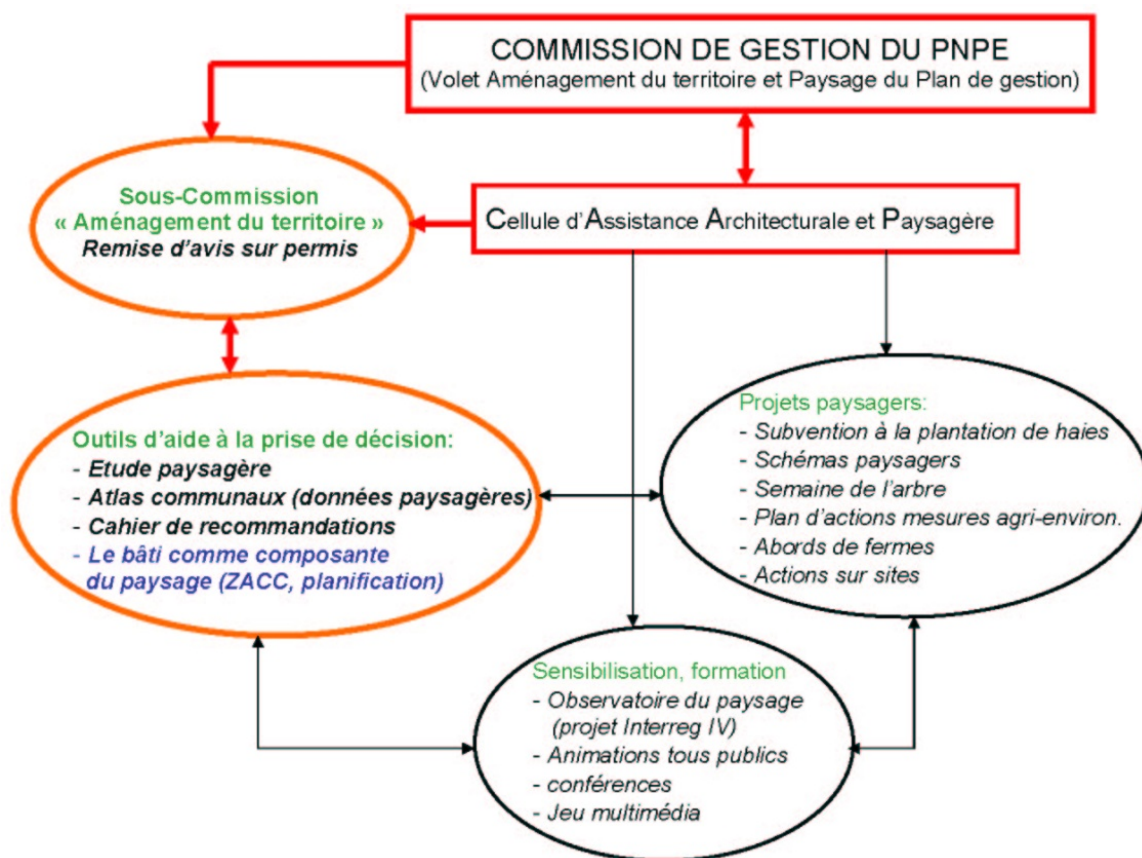 COMMISSION DE GESTION DU PNPE
(Volet Aménagement du territoire et Paysage du Plan de gestion)
Sous-Commission
« Aménagement du territoire »
Remise d'avis sur permis
Cellule d'Assistance Architecturale et Paysagère
Outils d'aide à la prise de décision:
- Etude paysagère
- Atlas communaux (données paysagères)
- Cahier de recommandations
- Le bâti comme composante
du paysage (ZACC, planification)
Projets paysagers:
- Subvention à la plantation de haies
- Schémas paysagers
- Semaine de l'arbre
- Plan d'actions mesures agri-environ.
- Abords de fermes
- Actions sur sites
Sensibilisation, formation
- Observatoire du paysage
(projet Interreg IV)
- Animations tous publics
- conférences
- Jeu multimédia